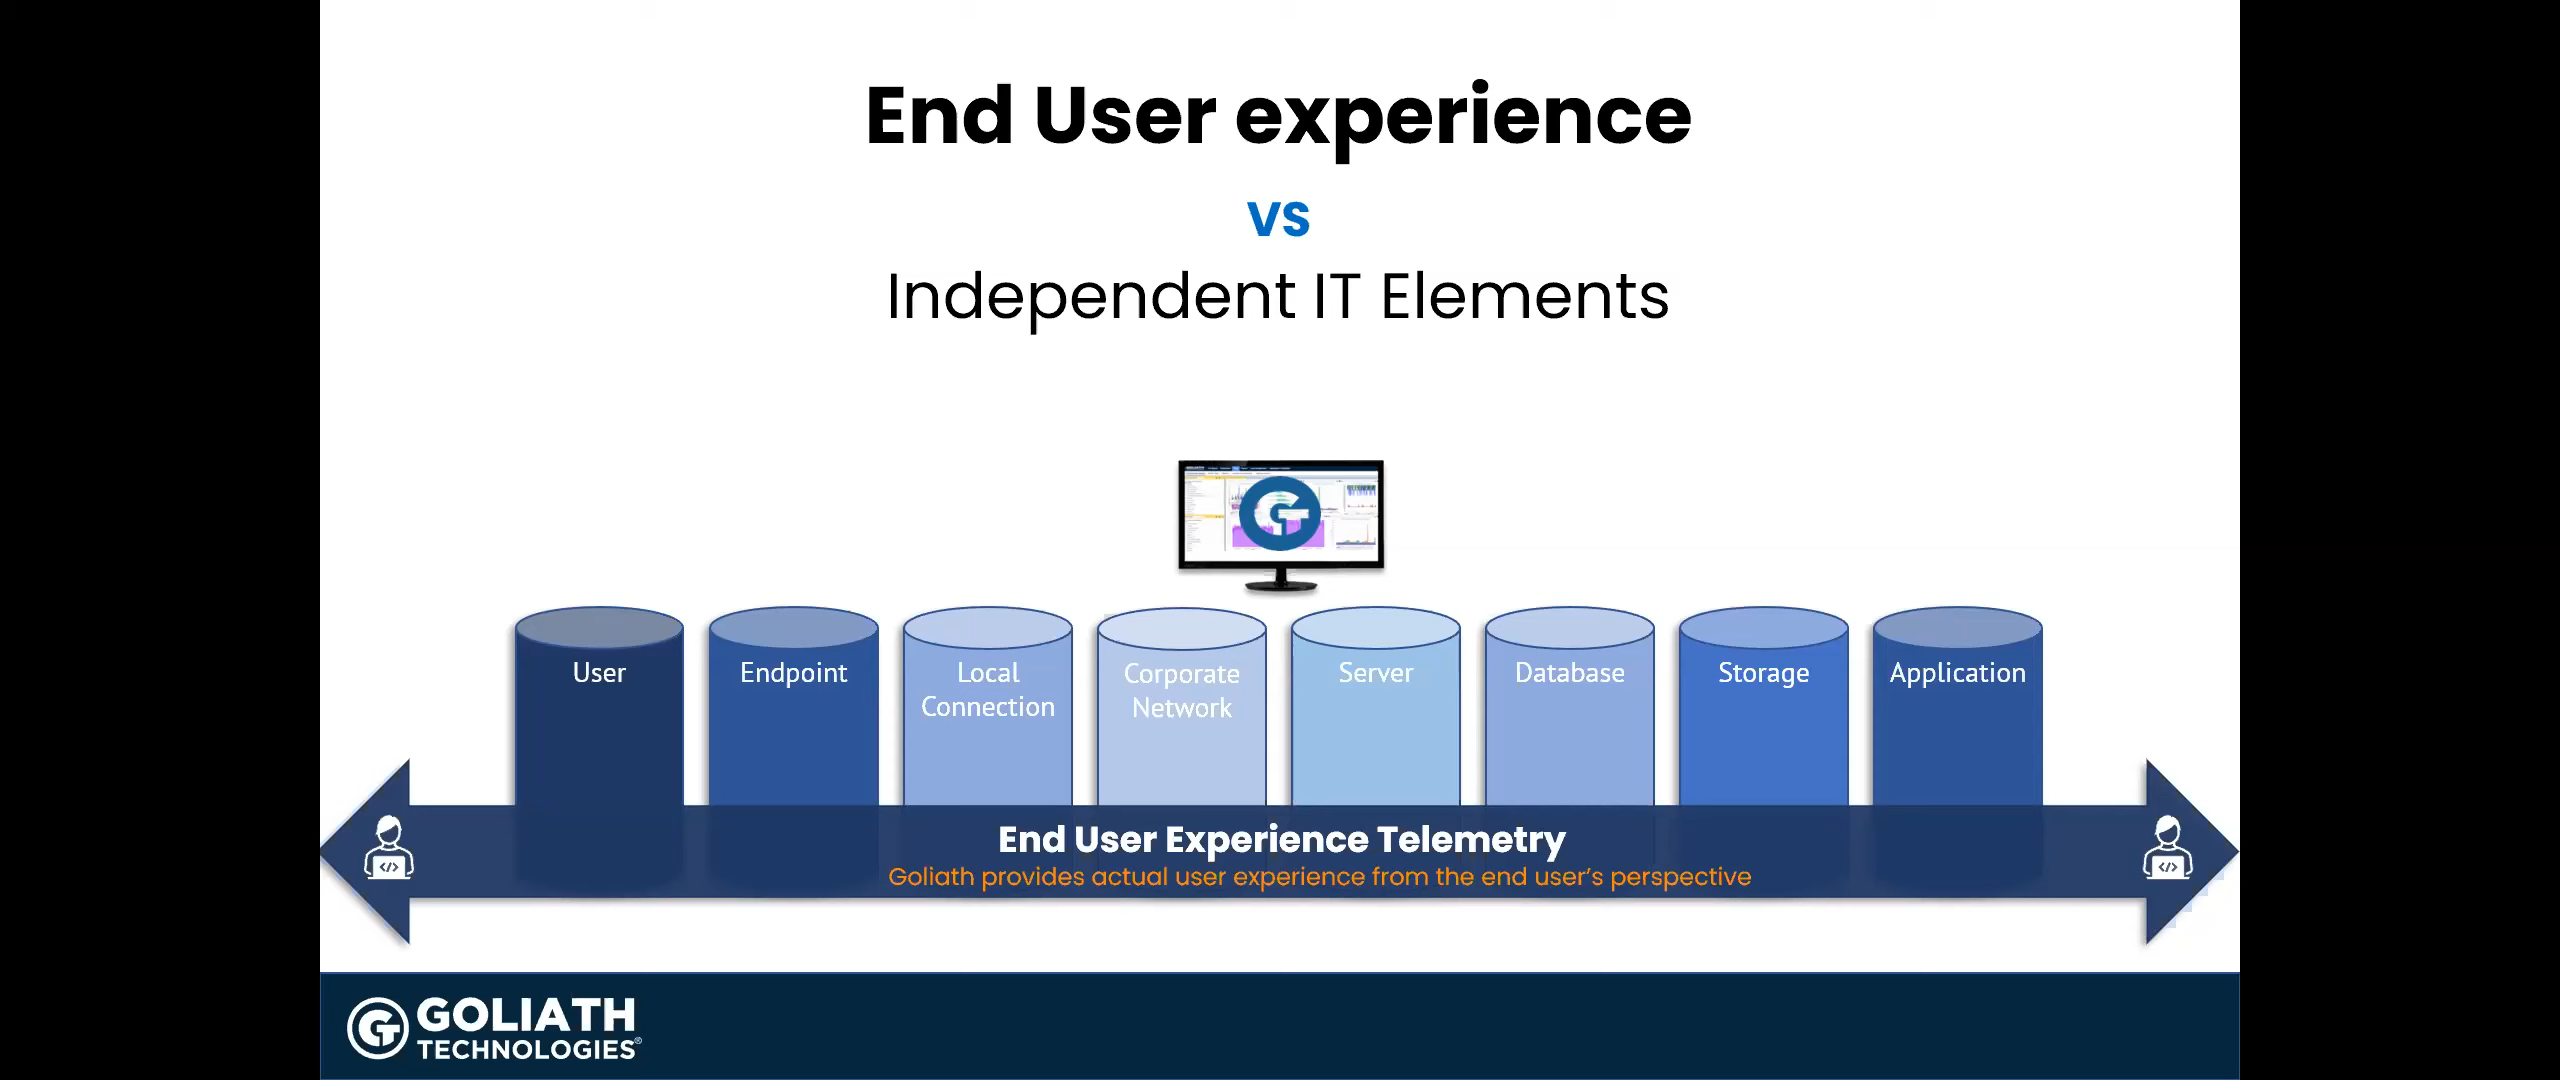 End User experience
vs
Independent IT Elements
User
Endpoint
Local
Connection
Corporate
Network
Server
Database
Storage
Application
</>
End User Experience Telemetry
Goliath provides actual user experience from the end user's perspective
</>
GOLIATH
TECHNOLOGIES®